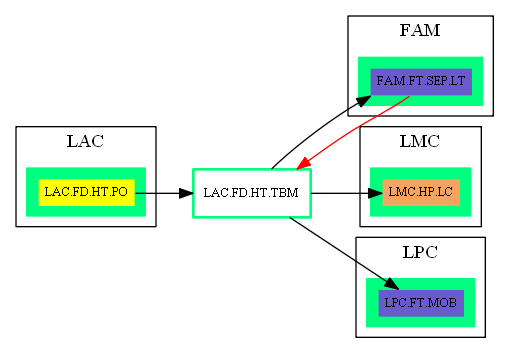 FAM
FAM.FT.SEP.LT
LAC
LAC.FD.HT.PO
LAC.FD.HT.TBM
LMC
LMC.HP.LC
LPC
LPC.FT.MOB